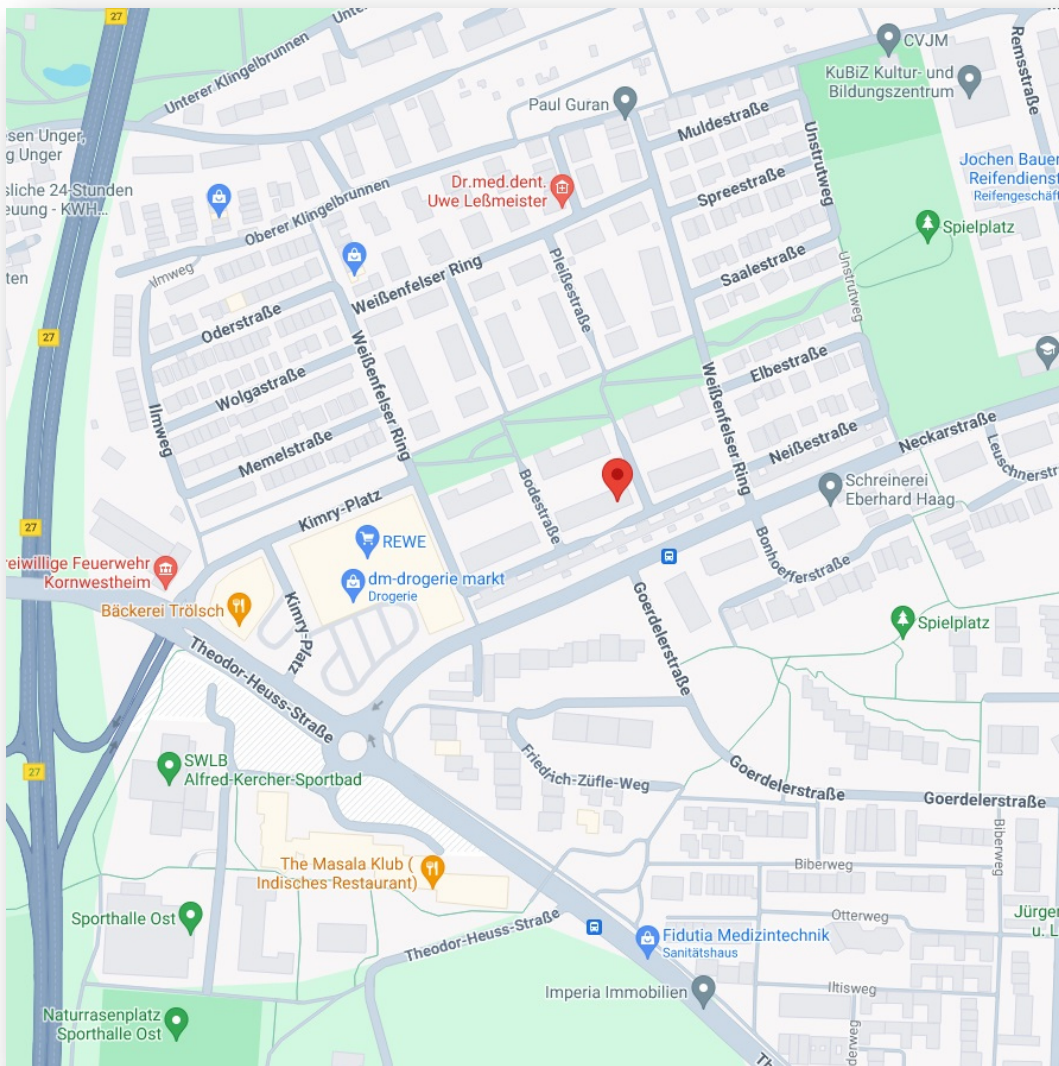 27
Unterer Klingelbrunnen
Unterer
CVJM
KuBiZ Kultur- und
Bildungszentrum
Remsstraße
Paul Guran
Muldestraße
Unstrutweg
Unger,
g Unger
24-Stunden
KWH...
Jochen Bauer
Reifendienst
Reifengeschäft
Dr.med.dent.
Uwe Leßmeister
Spreestraße
Oberer Klingelbrunnen
Spielplatz
Ilmweg
Weißenfelser Ring
Pleißestraße
Saalestraße
Unstrutweg
ten
27
Oderstraße
Weißenfelser Ring
Wolgastraße
Weißenfelser Ring
Elbestraße
Ilmweg
Memelstraße
Neißestraße
Neckarstraße
Bodestraße
Schreinerei
Eberhard Haag
Kimry-Platz
27
REWE
Bonhoefferstraße
reiwillige Feuerwehr
Kornwestheim
dm-drogerie markt
Drogerie
Bäckerei Trölsch
Kimry-Platz
Goerdelerstraße
Spielplatz
Theodor-Heuss-Straße
27
SWLB
Alfred-Kercher-Sportbad
Friedrich-Züfle-Weg
Goerdelerstraße
Goerdelerstraße
Biberweg
Biberweg
The Masala Klub (
Indisches Restaurant)
Sporthalle Ost
Theodor-Heuss-Straße
Otterweg
Jürgen
u. L
Fidutia Medizintechnik
Sanitätshaus
Imperia Immobilien
Iltisweg
Naturrasenplatz
Sporthalle Ost
derweg
Th